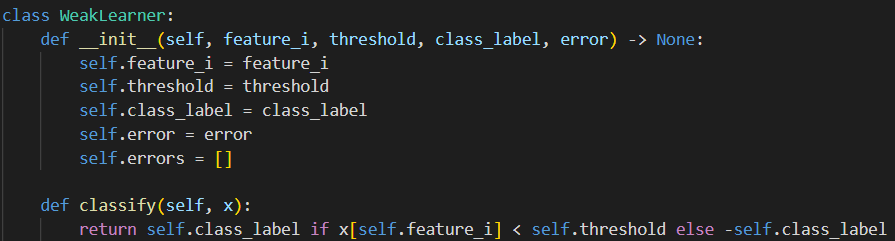 class WeakLearner:
    def __init__(self, feature_i, threshold, class_label, error) -> None:
        self.feature_i = feature_i
        self.threshold = threshold
        self.class_label = class_label
        self.error = error
        self.errors = []

    def classify(self, x):
        return self.class_label if x[self.feature_i] < self.threshold else -self.class_label